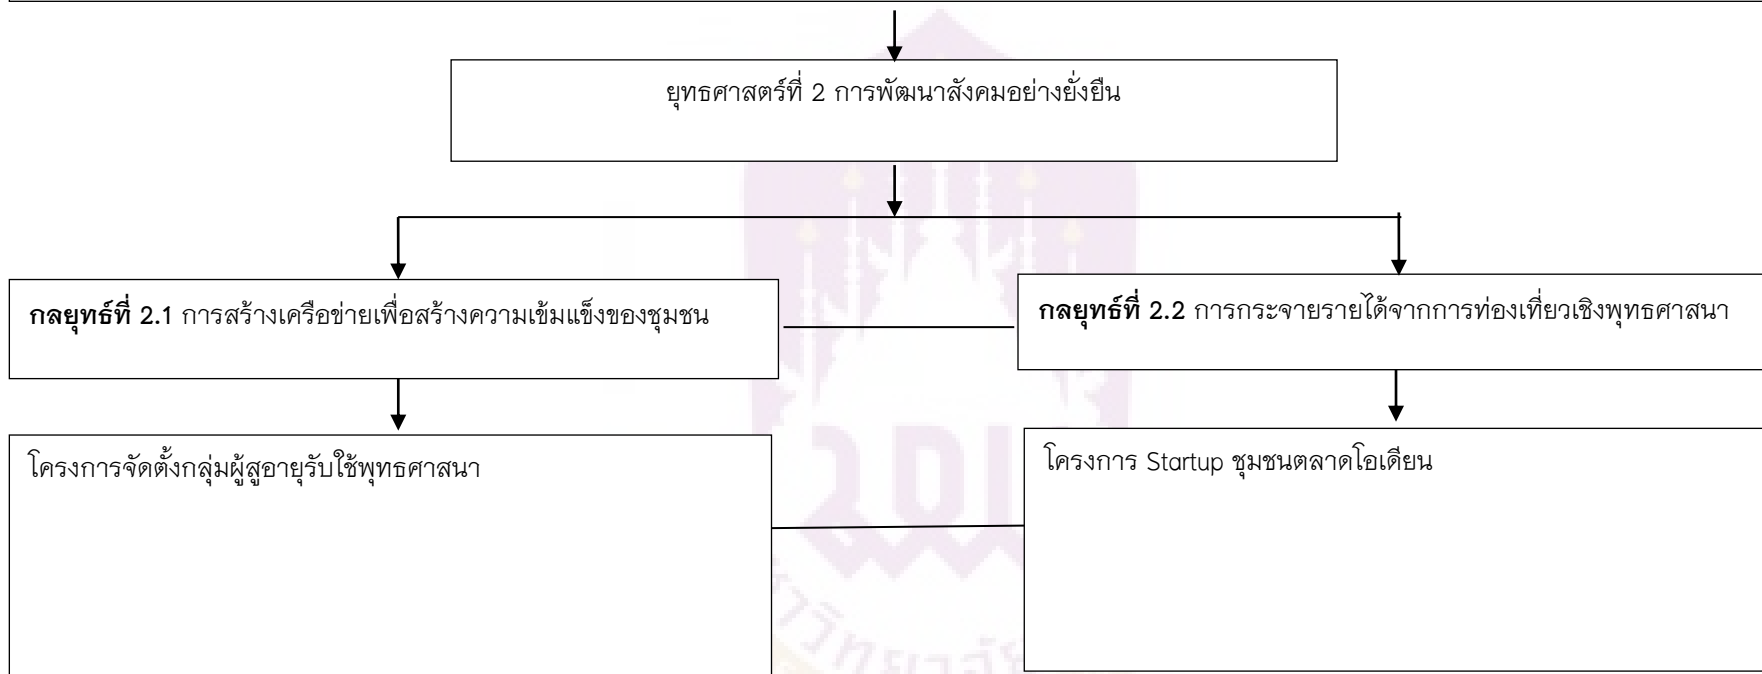 ยุทธศาสตร์ที่ 2 การพัฒนาสังคมอย่างยั่งยืน
กลยุทธ์ที่ 2.1 การสร้างเครือข่ายเพื่อสร้างความเข้มแข็งของชุมชน
กลยุทธ์ที่ 2.2 การกระจายรายได้จากการท่องเที่ยวเชิงพุทธศาสนา
โครงการจัดตั้งกลุ่มผู้สูอายุรับใช้พุทธศาสนา
โครงการ Startup ชุมชนตลาดโอเดียน